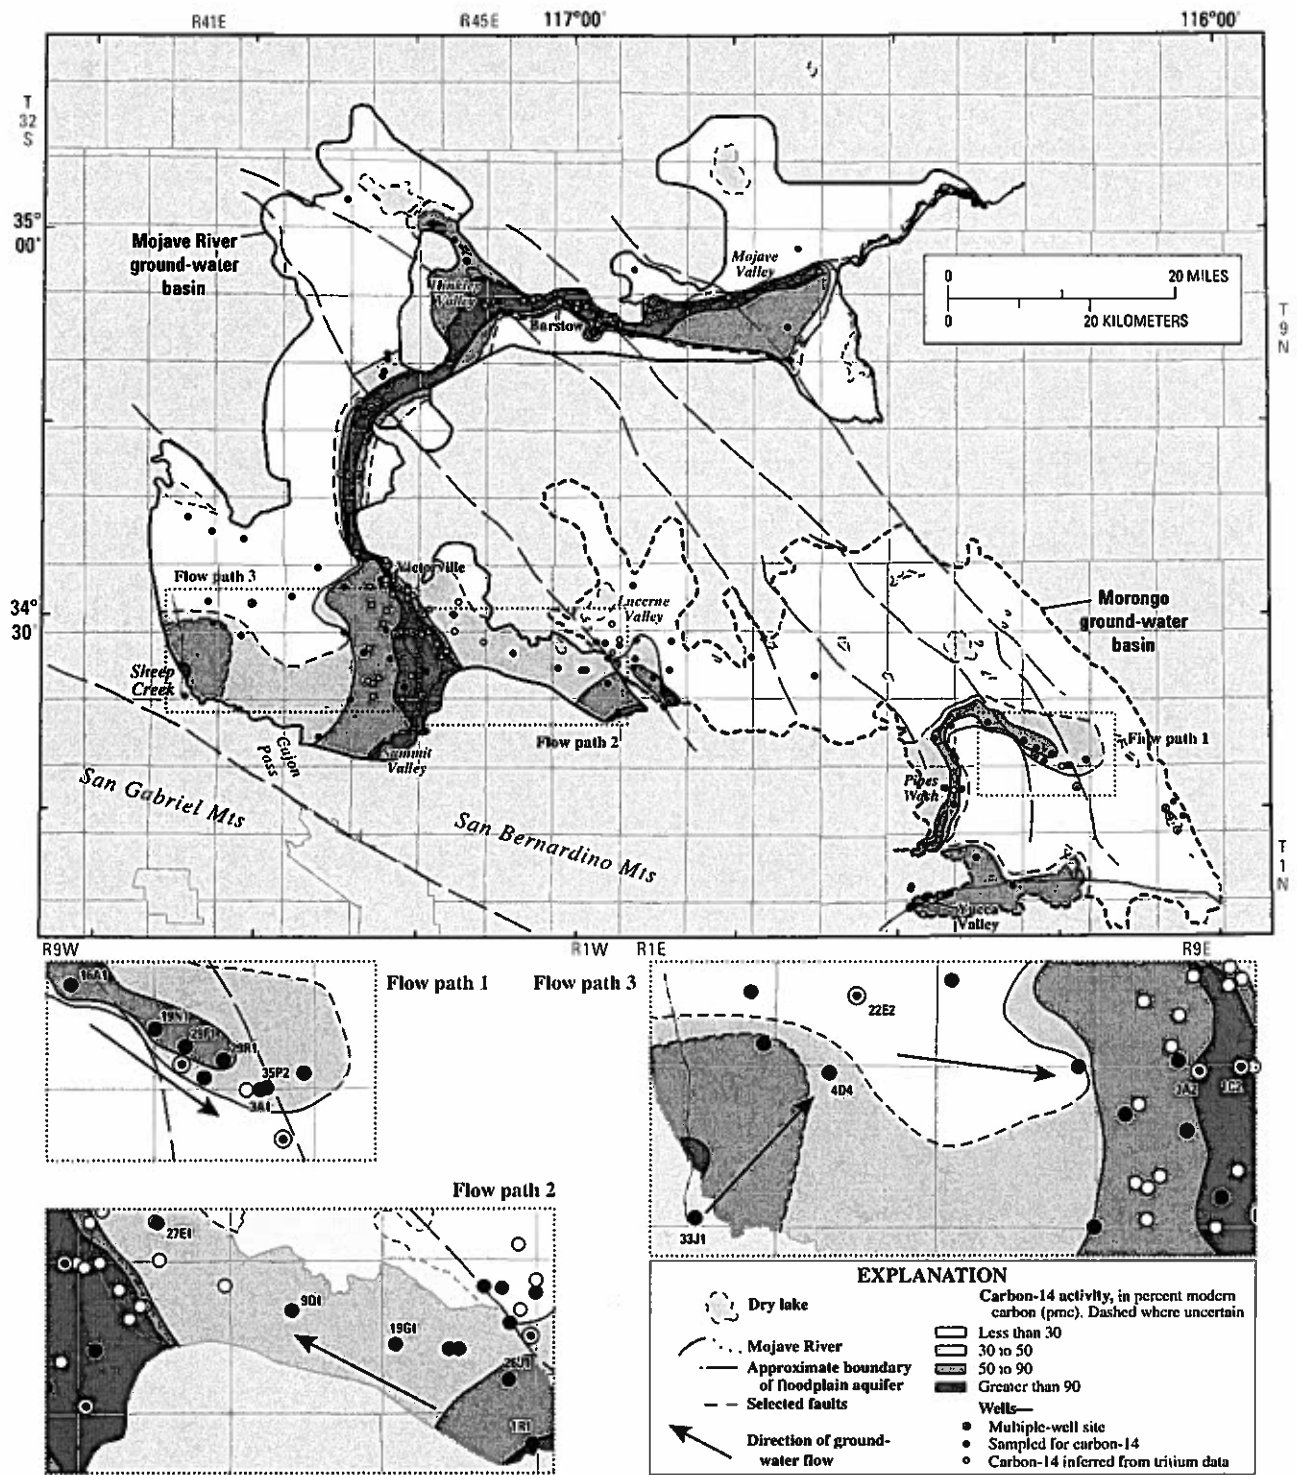 R41E
R45E
117°00'
116°00'
T
32
S
35°
00'
Mojave River
ground-water
basin
Hinkley
Valley
Mojave
Valley
Barstow
0
20 MILES
0
20 KILOMETERS
T
9
N
Flow path 3
Victorville
34°
30'
Lucerne
Valley
Morongo
ground-water
basin
Sheep
Creek
Flow path 2
Flow path 1
Cajon
Pass
Summit
Valley
Pipes
Wash
San Gabriel Mts
San Bernardino Mts
T
1
N
Yucca
Valley
R9W
R1W
R1E
R9E
Flow path 1
16A1
19N1
29F1
29R1
35P2
3A1
Flow path 3
22E2
4D4
33J1
3A2
3C2
Flow path 2
27E1
9D1
19G1
26J1
1R1
EXPLANATION
Dry lake
Mojave River
Approximate boundary
of floodplain aquifer
Selected faults
Direction of ground-
water flow
Carbon-14 activity, in percent modern
carbon (pmc). Dashed where uncertain
Less than 30
30 to 50
50 to 90
Greater than 90
Wells—
Multiple-well site
Sampled for carbon-14
Carbon-14 inferred from tritium data